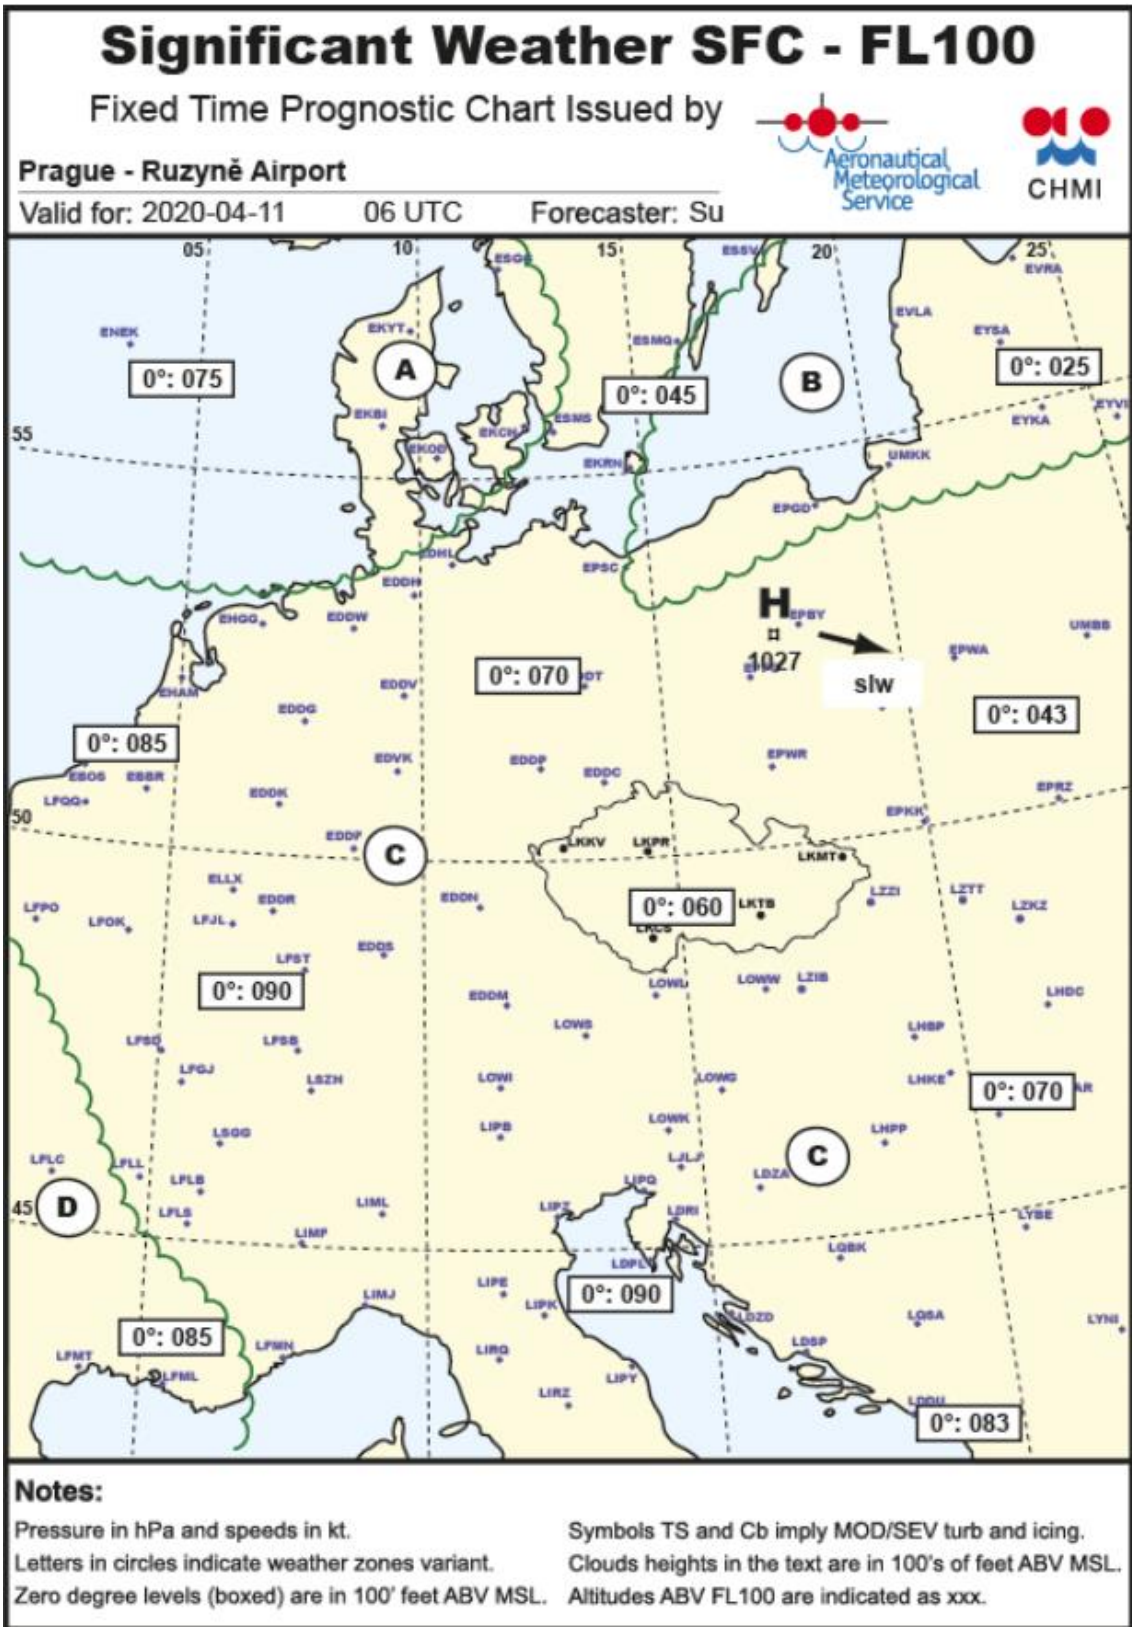 Significant Weather SFC - FL100
Fixed Time Prognostic Chart Issued by
Aeronautical
Meteorological
Service
CHMI
Prague - Ruzyně Airport
Valid for: 2020-04-11 06 UTC Forecaster: Su
05 10 15 20 25
ESSV
EVRA
ENEK
EKYT
EVLA
EYSA
ESMQ
0°: 075
A
0°: 045
B
0°: 025
EKBI
EKCH
ESMS
EYKA
EYVI
55
EKOD
EKRN
UMKK
EPGD
EDHL
EPSC
EDDH
EHGG
EDDW
H
EPBY
1027
UMBB
EPWA
slw
EHAM
EDDV
0°: 070
DT
EDDG
0°: 043
0°: 085
EBOS
EBBR
EDVK
EDDP
EDDC
EPWR
LFQQ
EDDK
EPRZ
EPKK
50
EDDF
C
LKKV
LKPR
LKMT
ELLX
EDDR
EDDN
0°: 060
LKTB
LZZI
LZTT
LZKZ
LFPO
LFOK
LFJL
LKCS
LFST
EDDS
0°: 090
EDDM
LOWL
LOWW
LZIB
LHDC
LOWS
LFSD
LFSB
LHBP
LFGJ
LSZH
LOWI
LOWG
LHKE
0°: 070
AR
LSGG
LIPB
LOWK
LHPP
LFLC
LFLL
LJLJ
C
LFLB
LDZA
LIPQ
45
D
LFLS
LIML
LIPZ
LDRI
LYBE
LIMF
LQBK
LDPL
LIPE
0°: 090
LIMJ
LIPK
LDZD
LQSA
LYNI
0°: 085
LFMN
LIRQ
LDSP
LFMT
LFML
LIPY
LIRZ
LDDU
0°: 083
Notes:
Pressure in hPa and speeds in kt.
Letters in circles indicate weather zones variant.
Zero degree levels (boxed) are in 100' feet ABV MSL.
Symbols TS and Cb imply MOD/SEV turb and icing.
Clouds heights in the text are in 100's of feet ABV MSL.
Altitudes ABV FL100 are indicated as xxx.